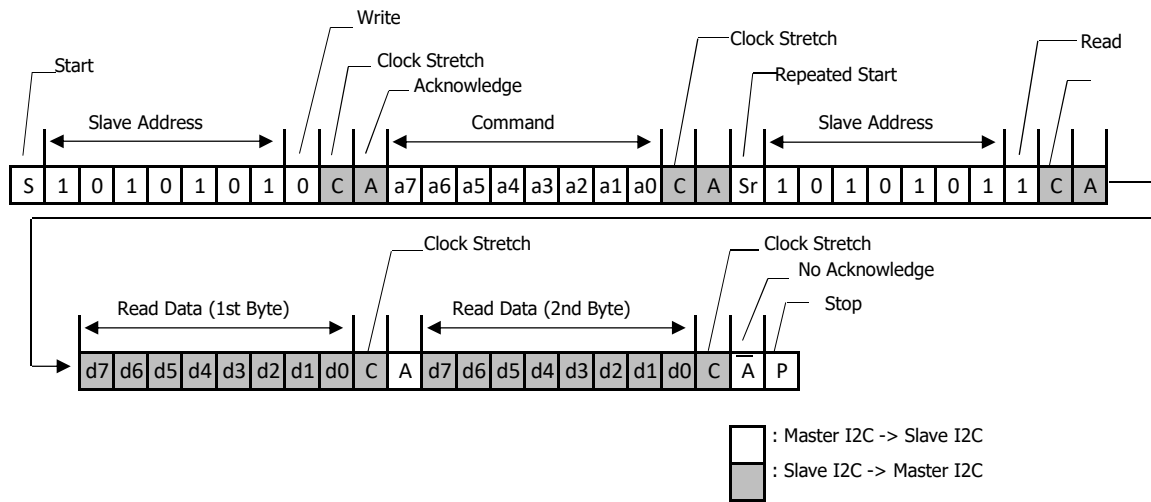 Write
Clock Stretch
Read
Start
Clock Stretch
Repeated Start
Acknowledge
Slave Address
Command
Slave Address
S 1 0 1 0 1 0 1 0 C A a7 a6 a5 a4 a3 a2 a1 a0 C A Sr 1 0 1 0 1 0 1 1 C A
Clock Stretch
Clock Stretch
No Acknowledge
Read Data (1st Byte)
Read Data (2nd Byte)
Stop
d7 d6 d5 d4 d3 d2 d1 d0 C A d7 d6 d5 d4 d3 d2 d1 d0 C A̅ P
: Master I2C -> Slave I2C
: Slave I2C -> Master I2C